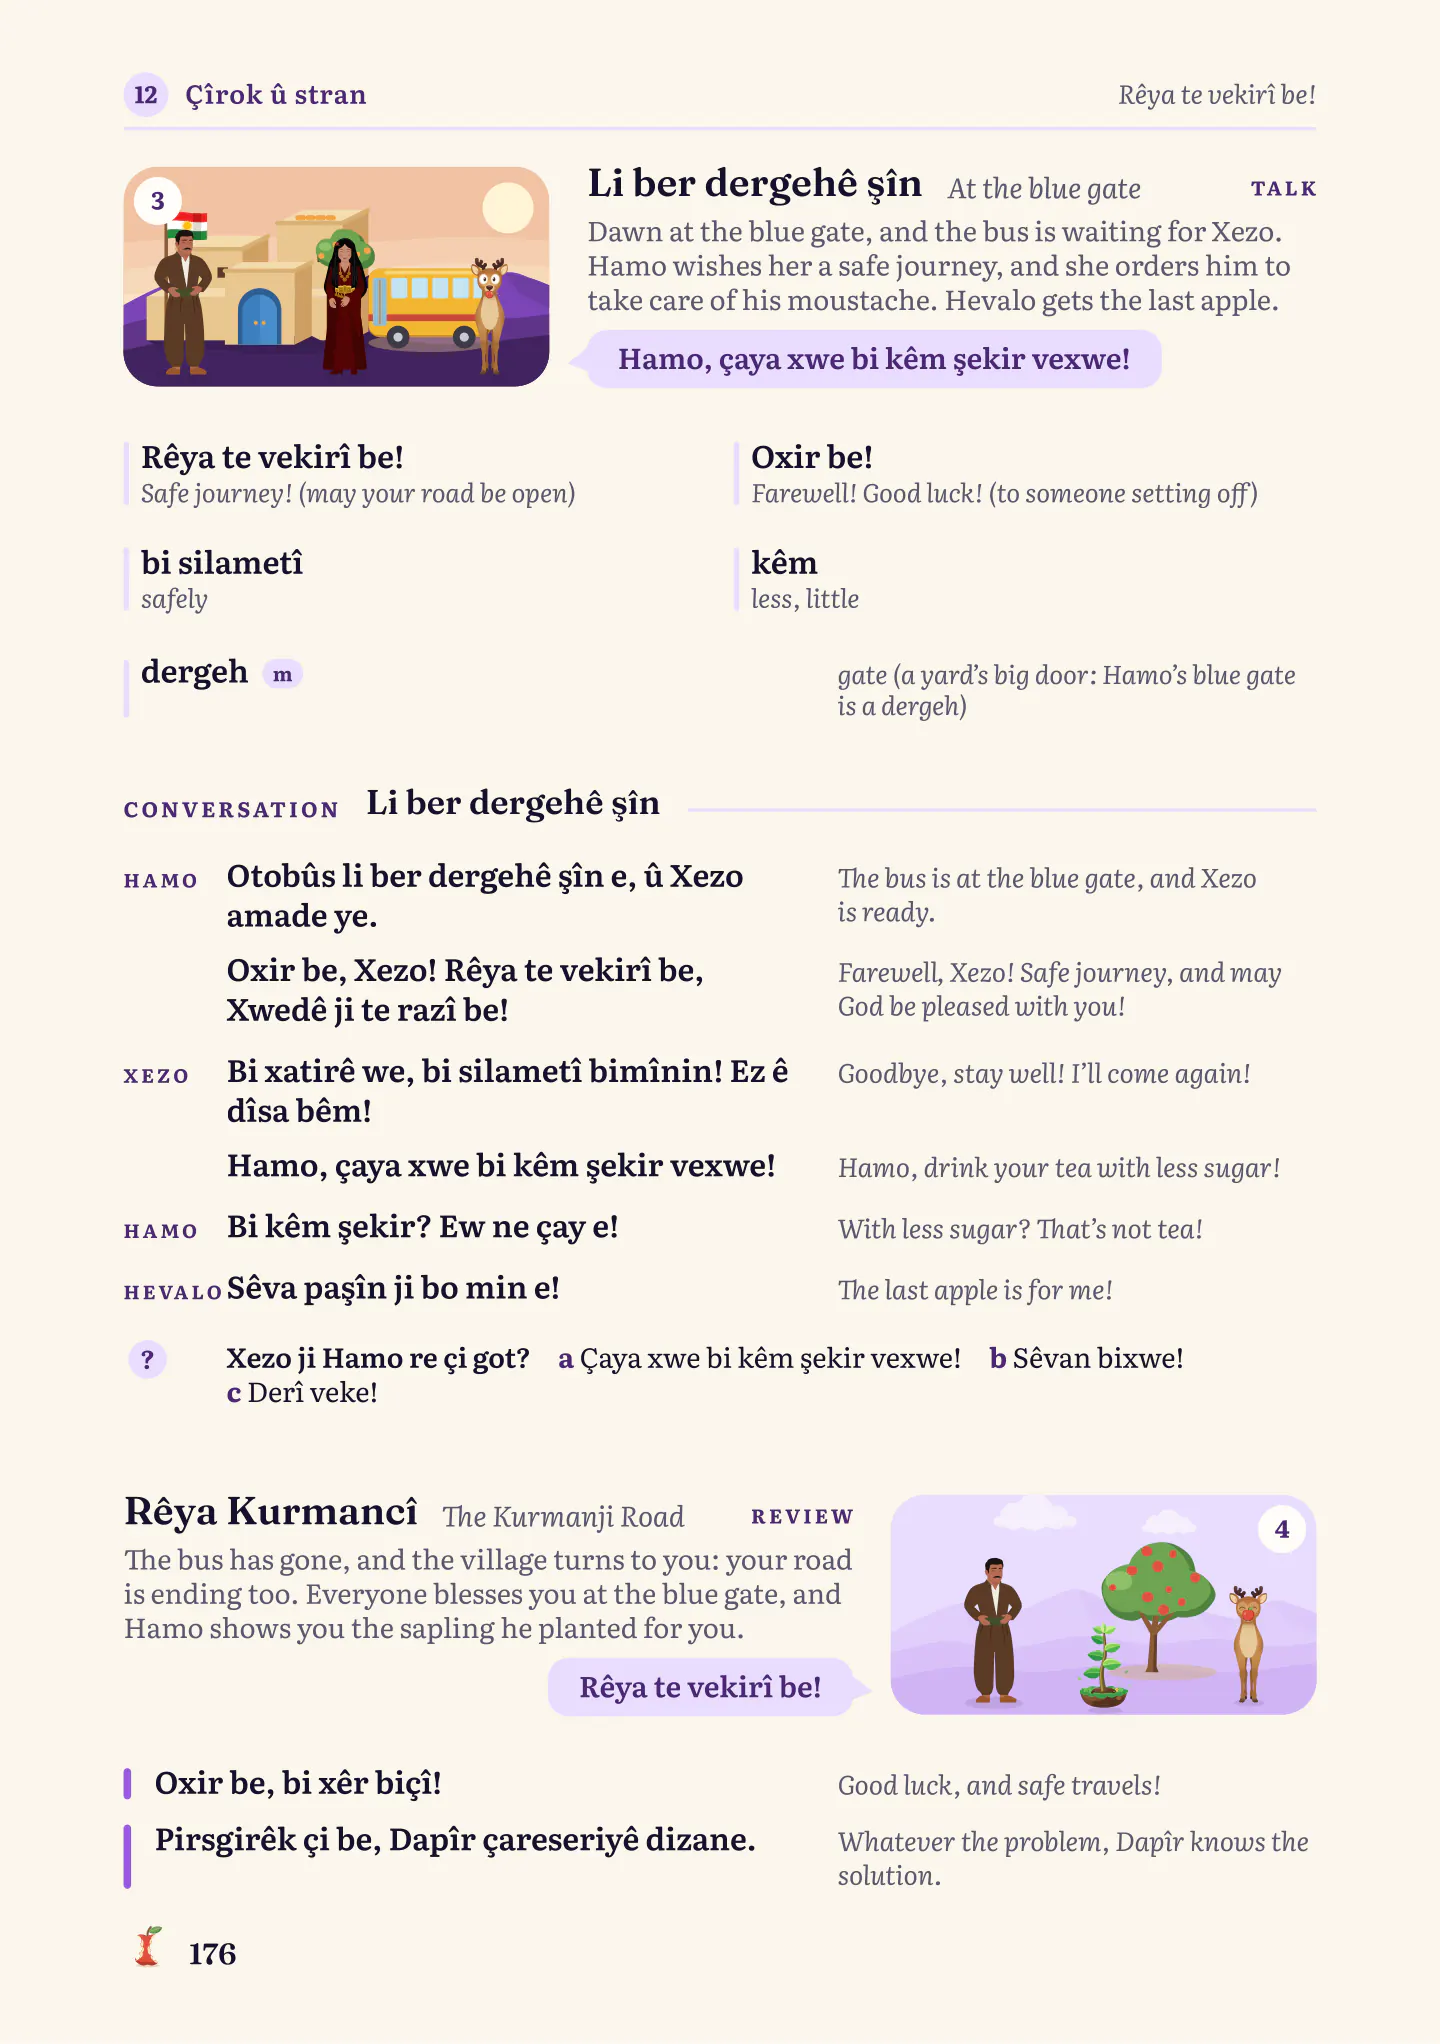 12 Çîrok û stran
Rêya te vekirî be!
3
Li ber dergehê şîn At the blue gate TALK
Dawn at the blue gate, and the bus is waiting for Xezo.
Hamo wishes her a safe journey, and she orders him to
take care of his moustache. Hevalo gets the last apple.
Hamo, çaya xwe bi kêm şekir vexwe!
Rêya te vekirî be!
Safe journey! (may your road be open)
Oxir be!
Farewell! Good luck! (to someone setting off)
bi silametî
safely
kêm
less, little
dergeh m
gate (a yard’s big door: Hamo’s blue gate
is a dergeh)
CONVERSATION Li ber dergehê şîn
HAMO Otobûs li ber dergehê şîn e, û Xezo
amade ye.
The bus is at the blue gate, and Xezo
is ready.
Oxir be, Xezo! Rêya te vekirî be,
Xwedê ji te razî be!
Farewell, Xezo! Safe journey, and may
God be pleased with you!
XEZO Bi xatirê we, bi silametî bimînin! Ez ê
dîsa bêm!
Goodbye, stay well! I’ll come again!
Hamo, çaya xwe bi kêm şekir vexwe!
Hamo, drink your tea with less sugar!
HAMO Bi kêm şekir? Ew ne çay e!
With less sugar? That’s not tea!
HEVALO Sêva paşîn ji bo min e!
The last apple is for me!
? Xezo ji Hamo re çi got? a Çaya xwe bi kêm şekir vexwe! b Sêvan bixwe!
c Derî veke!
Rêya Kurmancî The Kurmanji Road REVIEW
The bus has gone, and the village turns to you: your road
is ending too. Everyone blesses you at the blue gate, and
Hamo shows you the sapling he planted for you.
Rêya te vekirî be!
4
Oxir be, bi xêr biçî!
Good luck, and safe travels!
Pirsgirêk çi be, Dapîr çareseriyê dizane.
Whatever the problem, Dapîr knows the
solution.
176